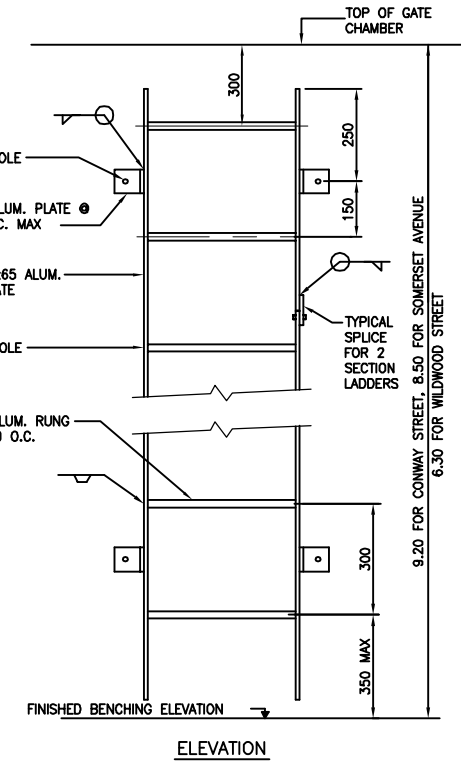 TOP OF GATE
CHAMBER
300
250
OLE
LUM. PLATE @
C. MAX
150
65 ALUM.
ATE
TYPICAL
SPLICE
FOR 2
SECTION
LADDERS
OLE
LUM. RUNG
O.C.
9.20 FOR CONWAY STREET, 8.50 FOR SOMERSET AVENUE
6.30 FOR WILDWOOD STREET
300
350 MAX
FINISHED BENCHING ELEVATION
ELEVATION